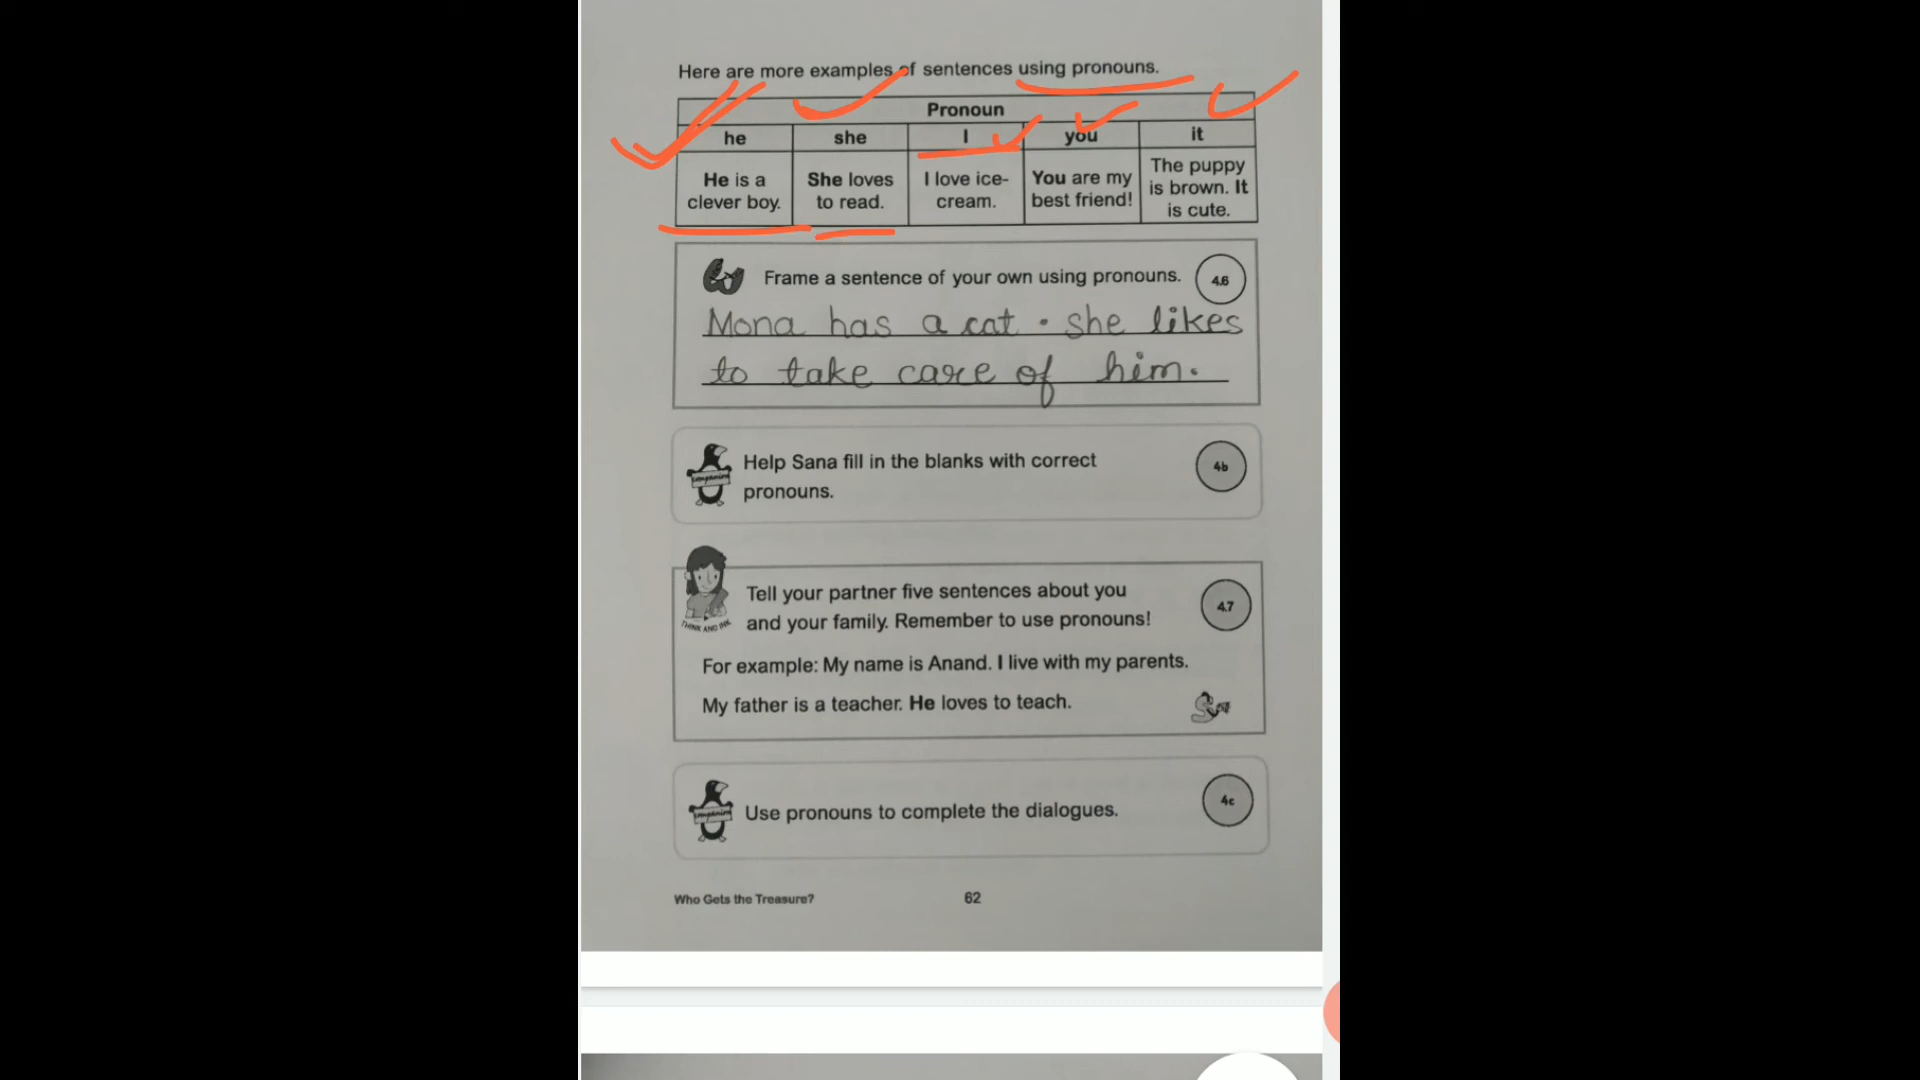 Here are more examples of sentences using pronouns.
Pronoun
he she I you it
He is a clever boy.
She loves to read.
I love ice-cream.
You are my best friend!
The puppy is brown. It is cute.
Frame a sentence of your own using pronouns. 4.6
Mona has a cat . she likes
to take care of him.
companion
Help Sana fill in the blanks with correct 4b
pronouns.
THINK AND INK
Tell your partner five sentences about you 4.7
and your family. Remember to use pronouns!
For example: My name is Anand. I live with my parents.
My father is a teacher. He loves to teach.
companion
Use pronouns to complete the dialogues. 4c
Who Gets the Treasure? 62